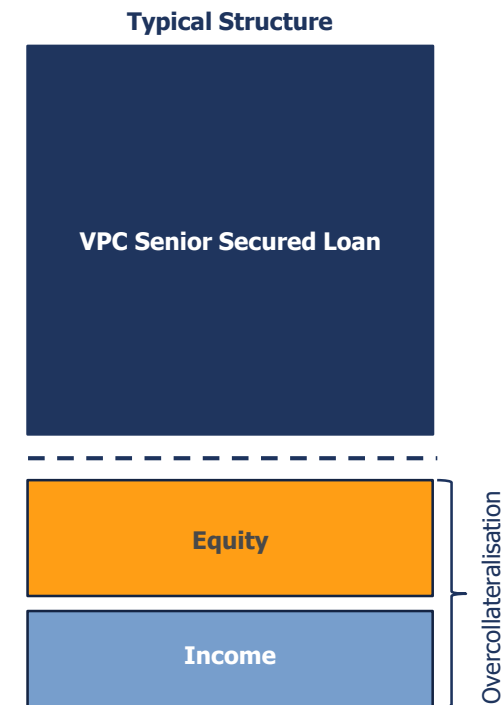 Typical Structure
VPC Senior Secured Loan
Equity
Income
Overcollateralisation